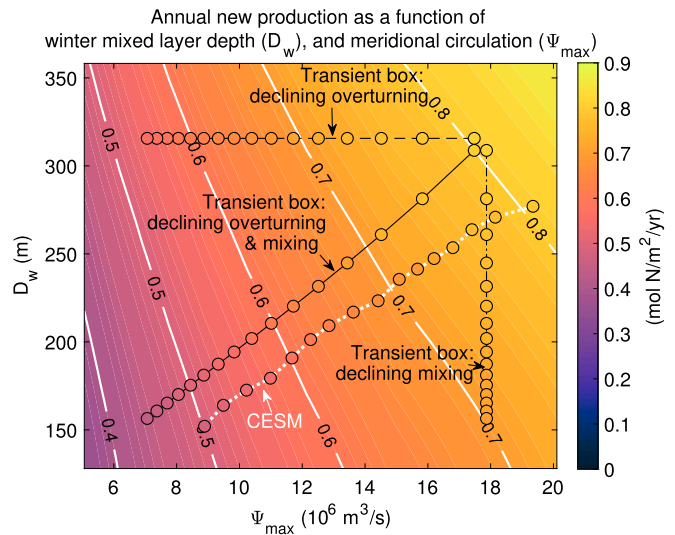 Annual new production as a function of
winter mixed layer depth (D_w), and meridional circulation (Ψ_max)
350
300
250
200
150
D_w (m)
6
8
10
12
14
16
18
20
Ψ_max (10^6 m^3/s)
Transient box:
declining overturning
Transient box:
declining overturning
& mixing
Transient box:
declining mixing
CESM
0.5
0.6
0.7
0.8
0.5
0.6
0.7
0.8
0.4
0.5
0.6
0.7
0.9
0.8
0.7
0.6
0.5
0.4
0.3
0.2
0.1
0
(mol N/m^2/yr)